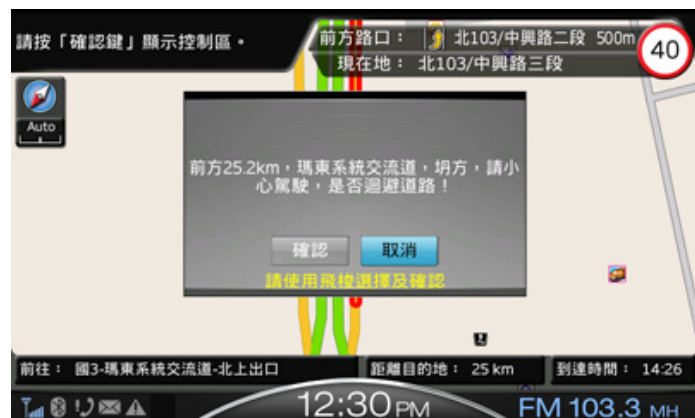 請按「確認鍵」顯示控制區。
前方路口： 北103/中興路二段 500m
現在地： 北103/中興路三段
40
Auto
前方25.2km，瑪東系統交流道，坍方，請小
心駕駛，是否迴避道路！
確認 取消
請使用飛梭選擇及確認
前往： 國3-瑪東系統交流道-北上出口 距離目的地： 25 km 到達時間： 14:26
12:30 PM FM 103.3 MH